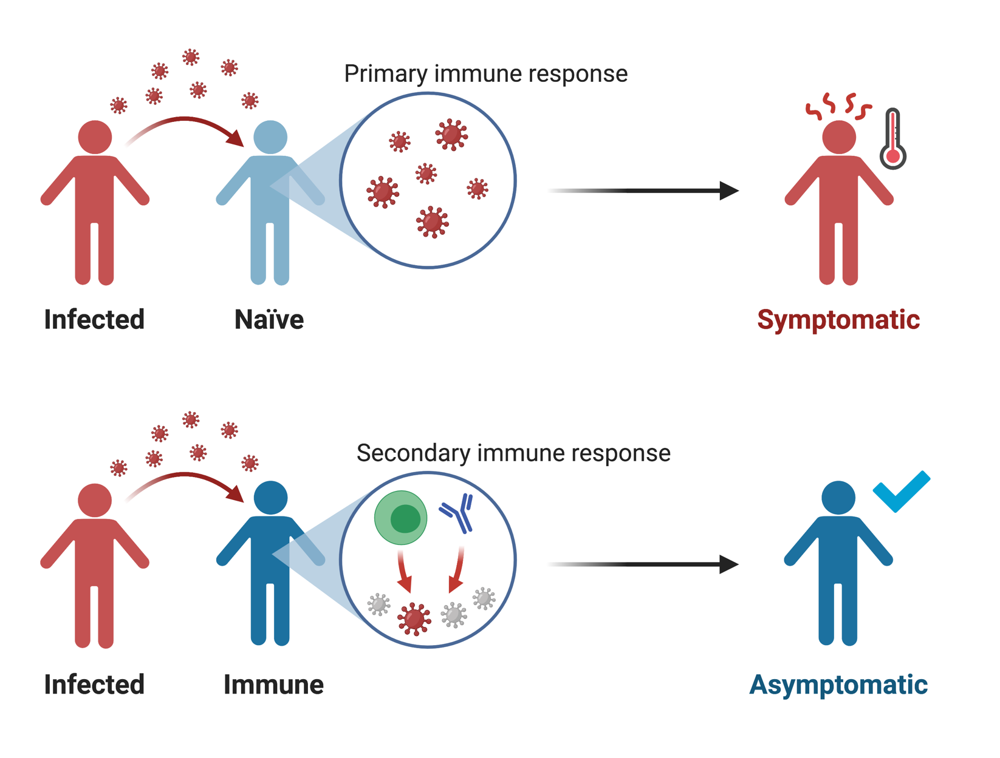 Primary immune response
Infected
Naïve
Symptomatic
Secondary immune response
Infected
Immune
Asymptomatic